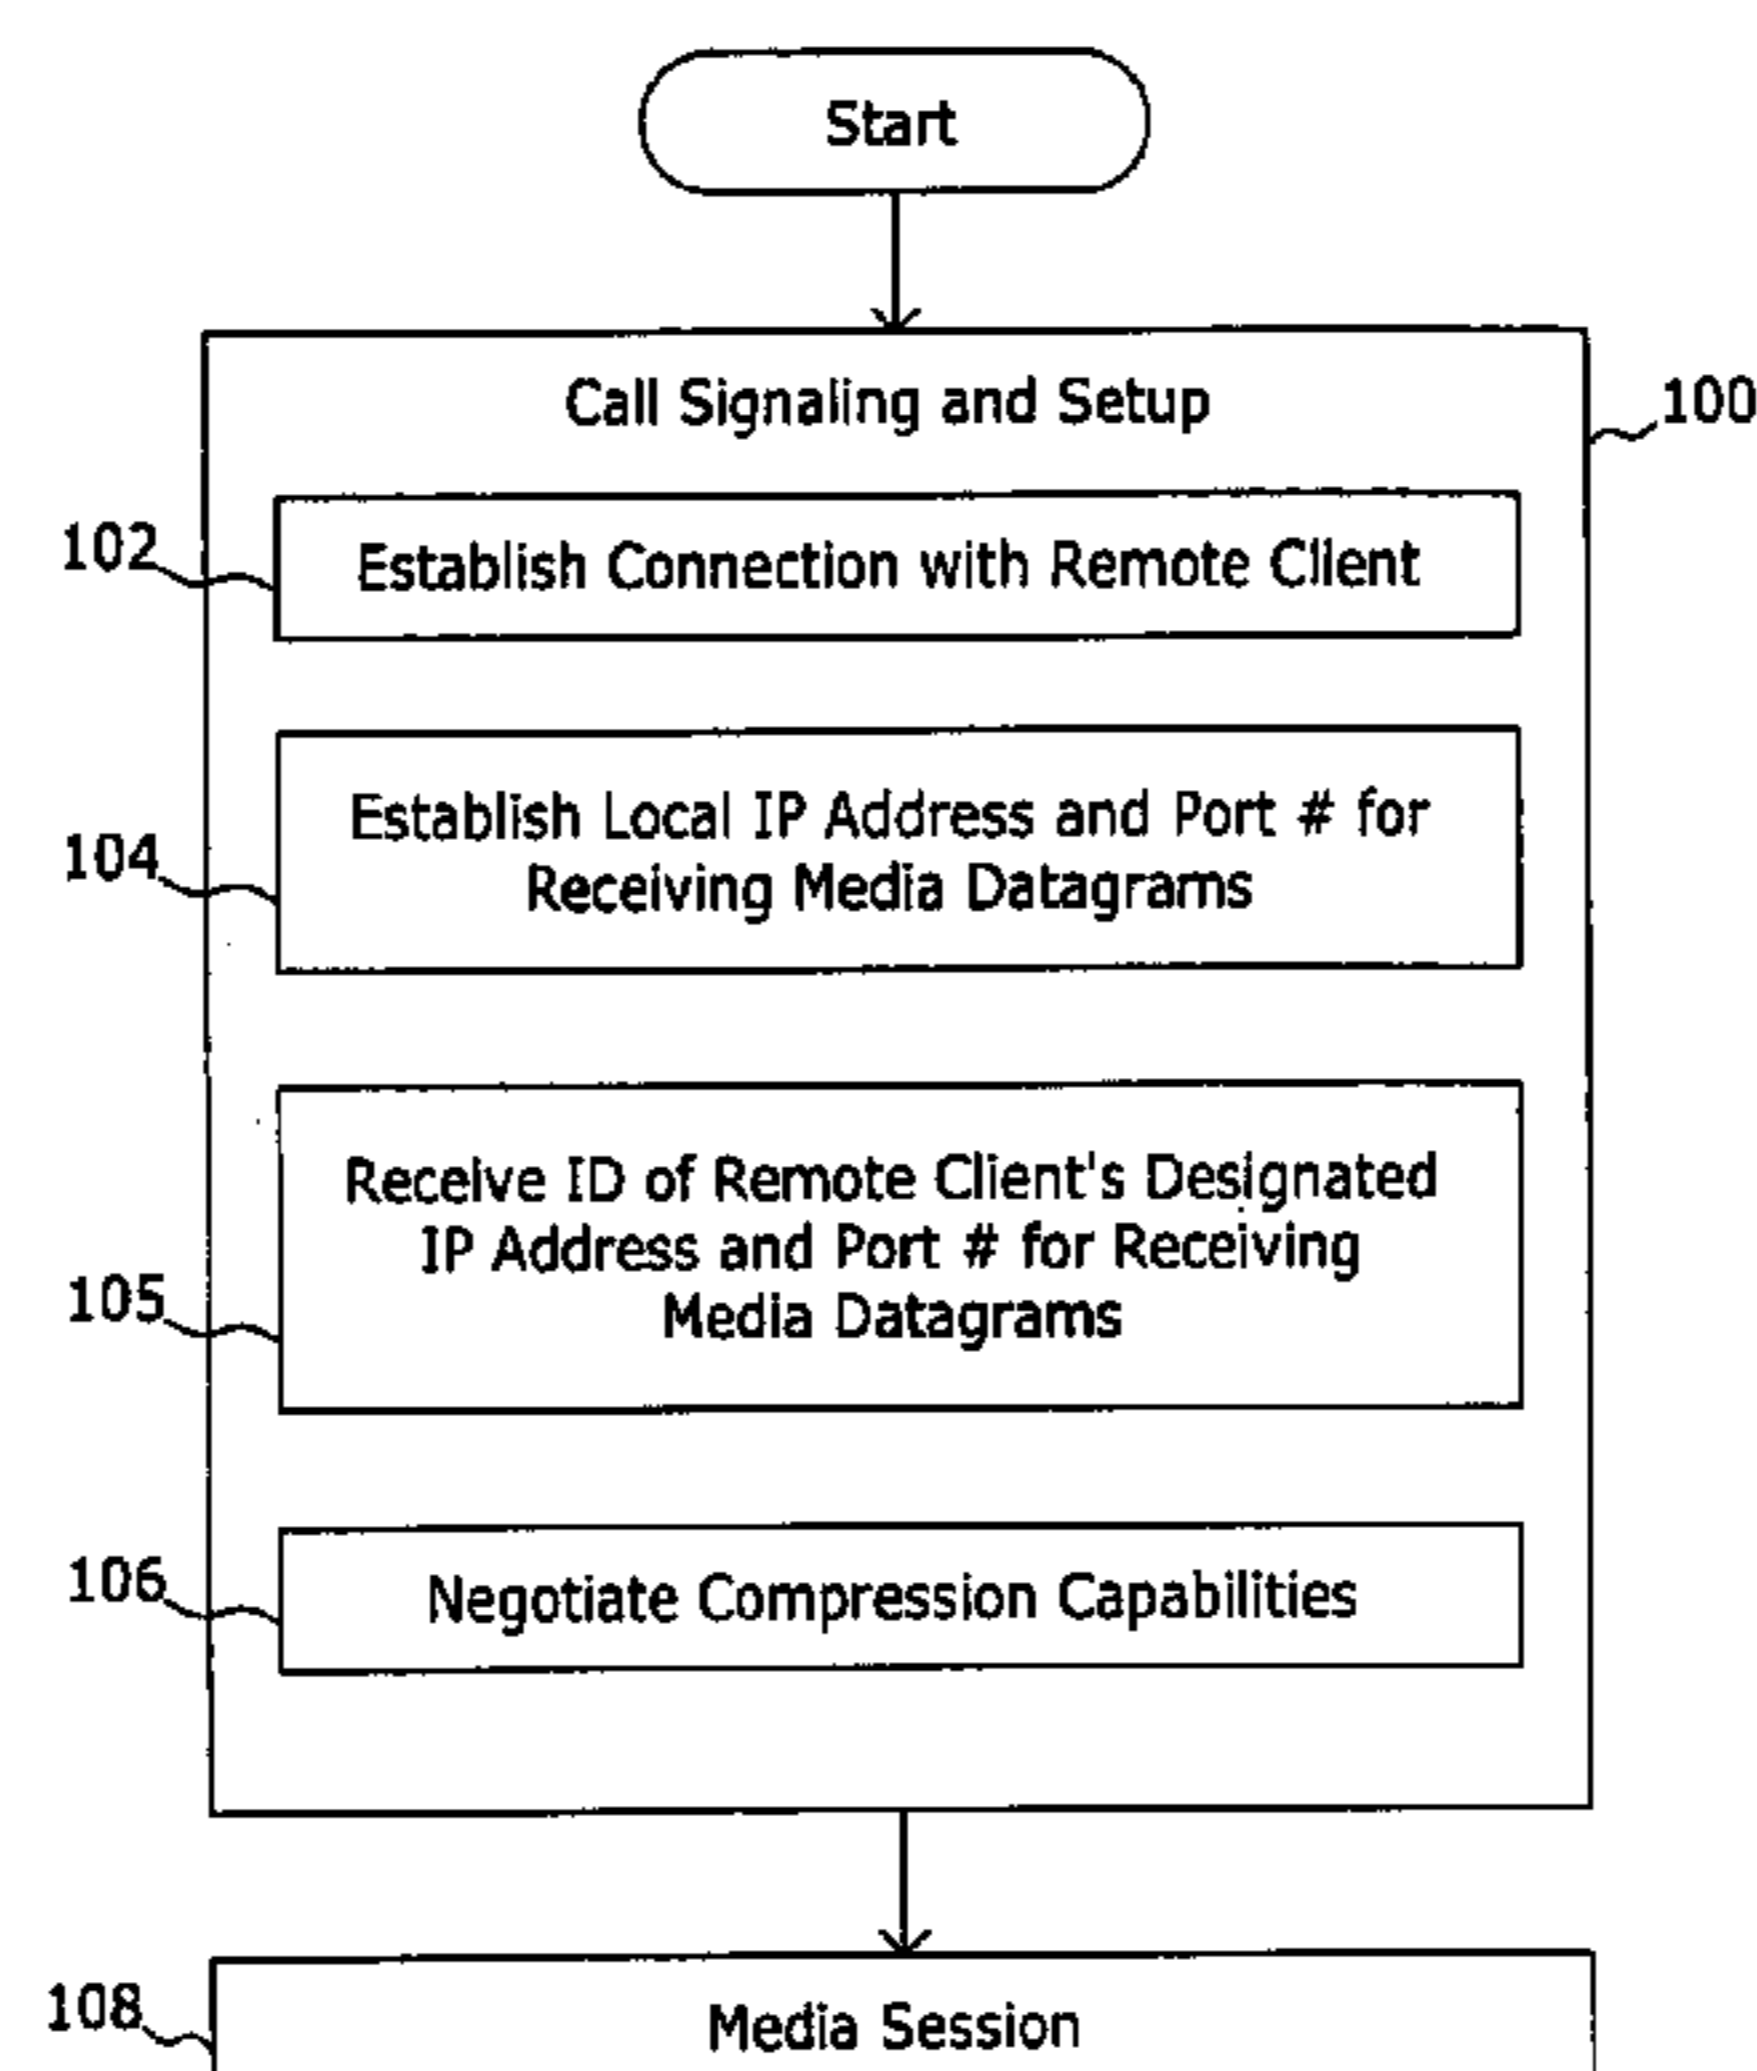 Start
Call Signaling and Setup
100
102
Establish Connection with Remote Client
104
Establish Local IP Address and Port # for
Receiving Media Datagrams
105
Receive ID of Remote Client's Designated
IP Address and Port # for Receiving
Media Datagrams
106
Negotiate Compression Capabilities
108
Media Session